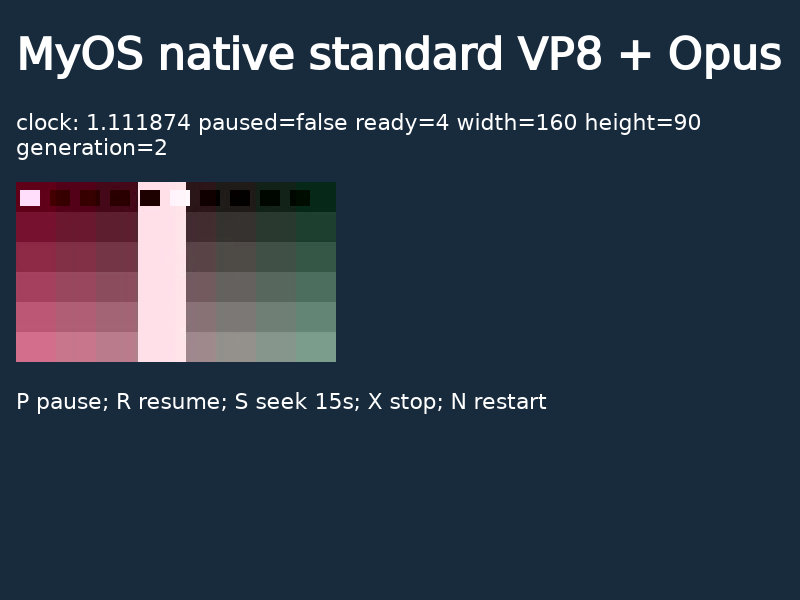 MyOS native standard VP8 + Opus
clock: 1.111874 paused=false ready=4 width=160 height=90
generation=2
P pause; R resume; S seek 15s; X stop; N restart